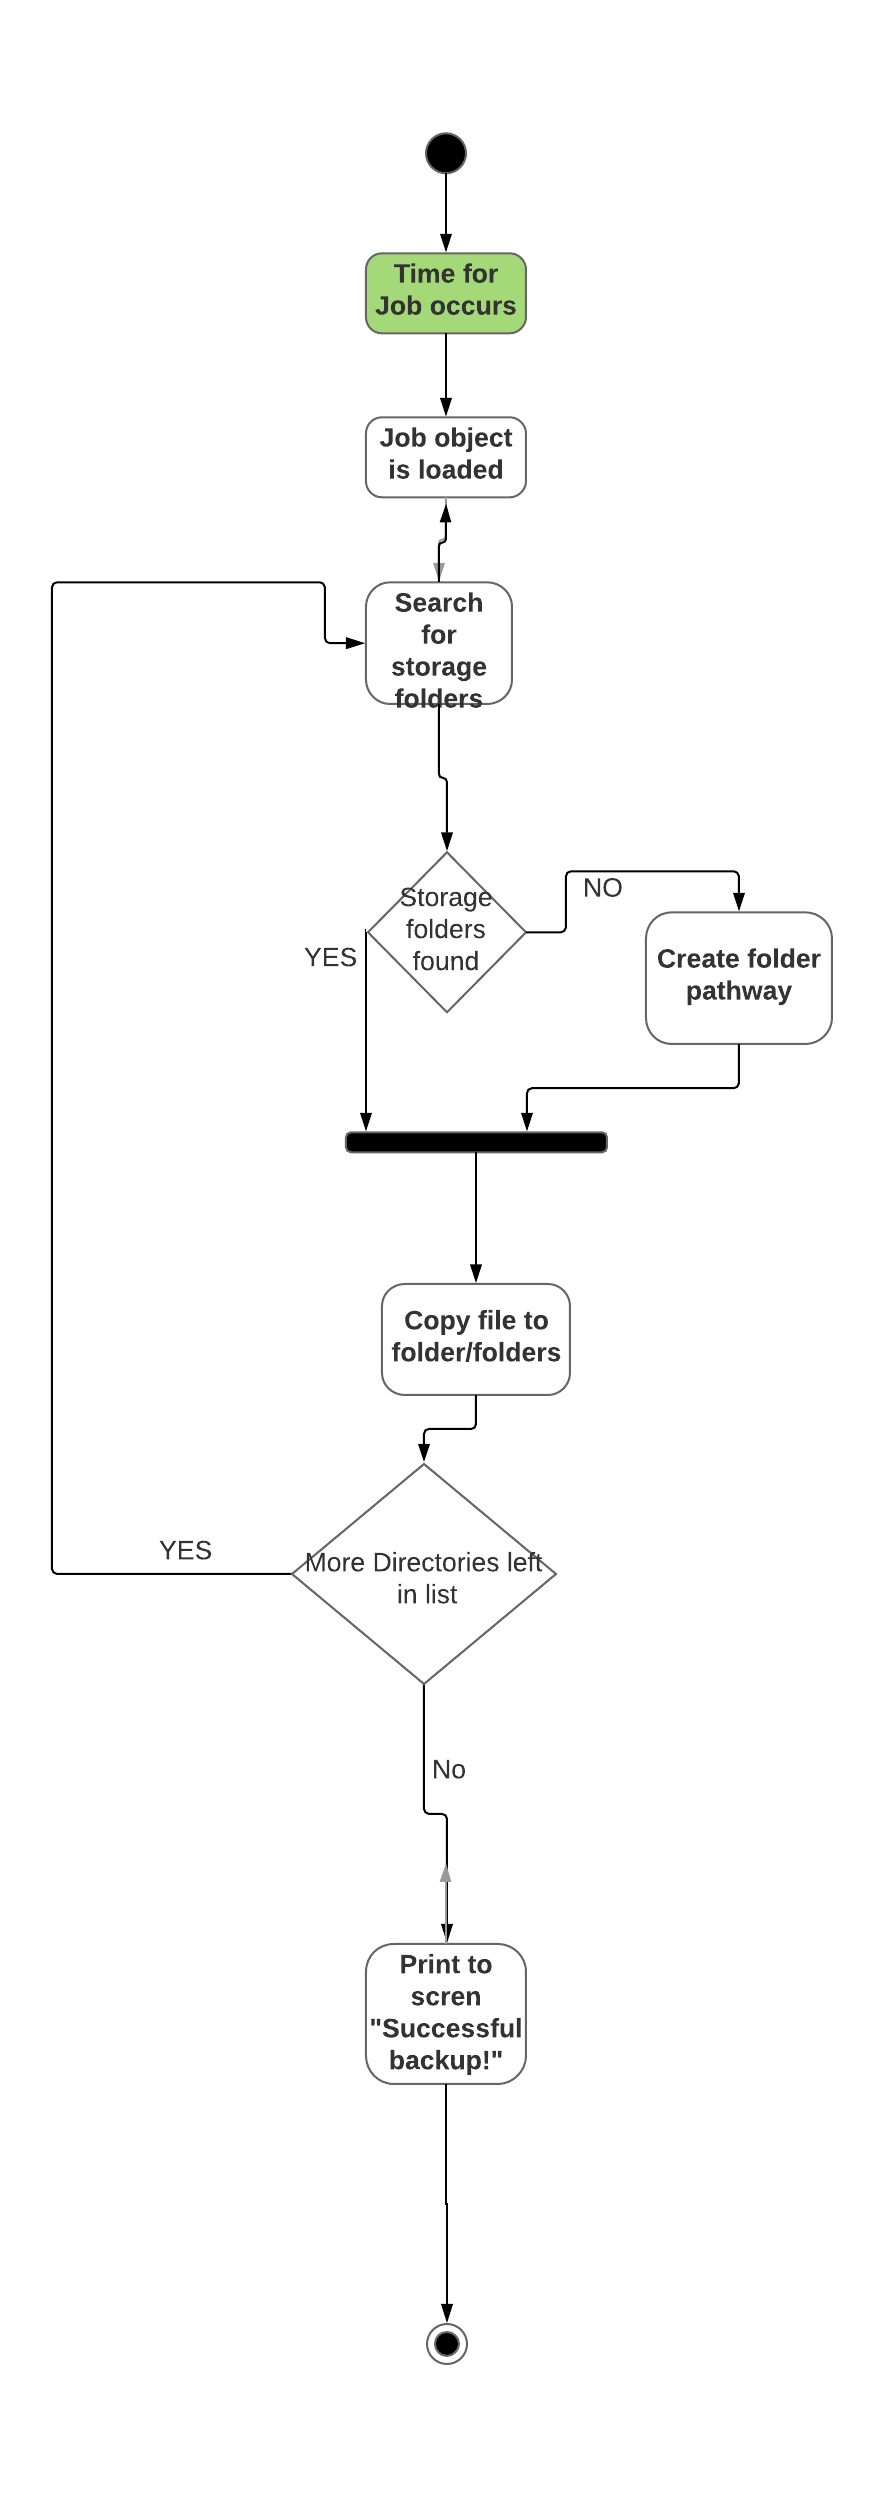 Time for
Job occurs
Job object
is loaded
Search
for
storage
folders
Storage
folders
found
NO
YES
Create folder
pathway
Copy file to
folder/folders
YES
More Directories left
in list
No
Print to
scren
"Successful
backup!"